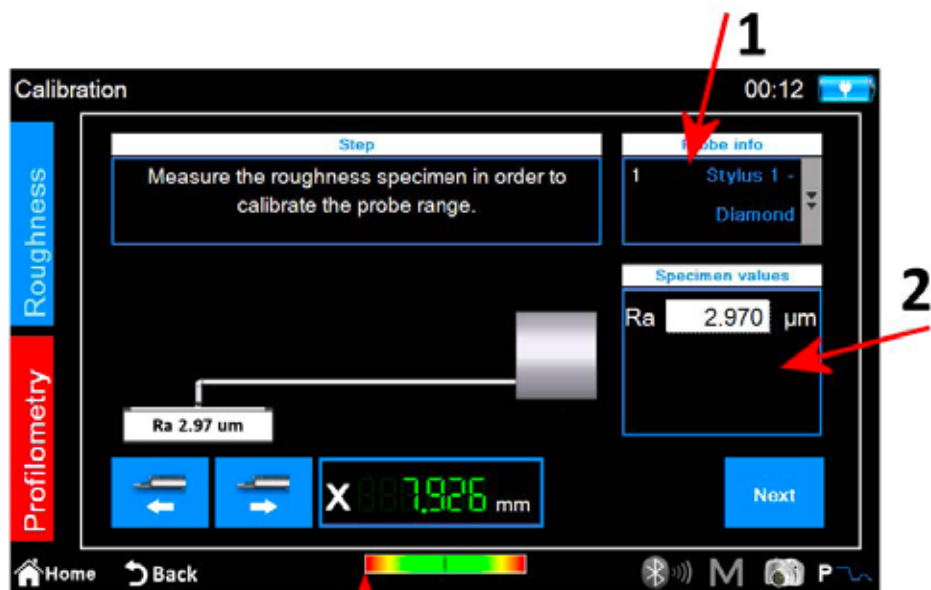 1
Calibration 00:12
Roughness
Profilometry
Step
Measure the roughness specimen in order to
calibrate the probe range.
Probe info
1 Stylus 1 -
Diamond
Specimen values
Ra 2.970 µm
2
Ra 2.97 um
X 7.926 mm
Next
Home Back M P